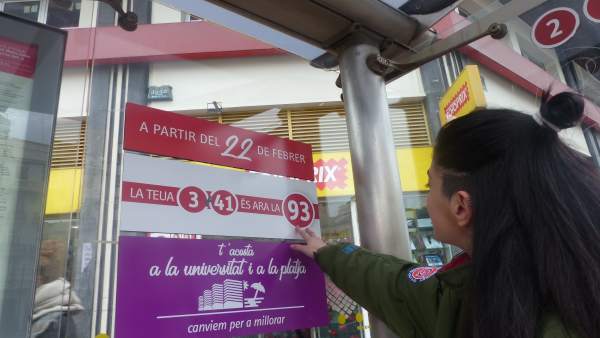 A PARTIR DEL 22 DE FEBRER
LA TEUA 3 i 41 ÉS ARA LA 93
t'acosta
a la universitat i a la platja
canviem per a millorar
2